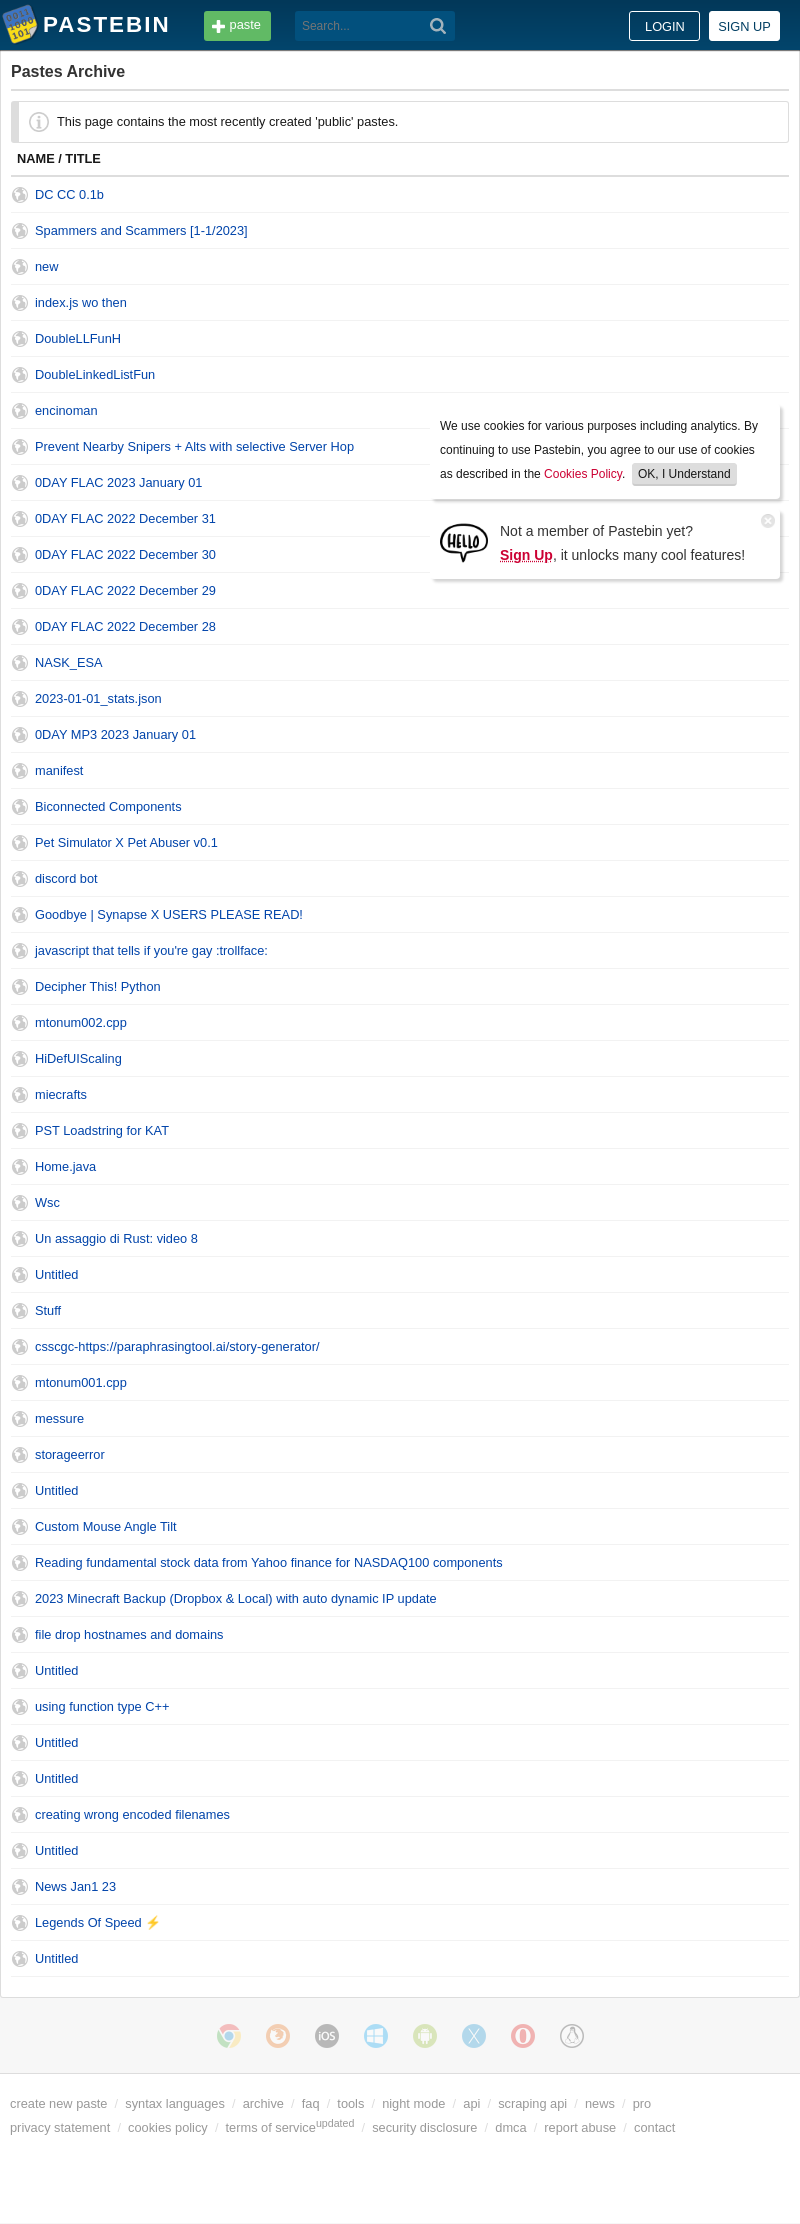 PASTEBIN
paste
Search...
LOGIN
SIGN UP
Pastes Archive
This page contains the most recently created 'public' pastes.
NAME / TITLE
DC CC 0.1b
Spammers and Scammers [1-1/2023]
new
index.js wo then
DoubleLLFunH
DoubleLinkedListFun
encinoman
Prevent Nearby Snipers + Alts with selective Server Hop
0DAY FLAC 2023 January 01
0DAY FLAC 2022 December 31
0DAY FLAC 2022 December 30
0DAY FLAC 2022 December 29
0DAY FLAC 2022 December 28
NASK_ESA
2023-01-01_stats.json
0DAY MP3 2023 January 01
manifest
Biconnected Components
Pet Simulator X Pet Abuser v0.1
discord bot
Goodbye | Synapse X USERS PLEASE READ!
javascript that tells if you're gay :trollface:
Decipher This! Python
mtonum002.cpp
HiDefUIScaling
miecrafts
PST Loadstring for KAT
Home.java
Wsc
Un assaggio di Rust: video 8
Untitled
Stuff
csscgc-https://paraphrasingtool.ai/story-generator/
mtonum001.cpp
messure
storageerror
Untitled
Custom Mouse Angle Tilt
Reading fundamental stock data from Yahoo finance for NASDAQ100 components
2023 Minecraft Backup (Dropbox & Local) with auto dynamic IP update
file drop hostnames and domains
Untitled
using function type C++
Untitled
Untitled
creating wrong encoded filenames
Untitled
News Jan1 23
Legends Of Speed ⚡
Untitled
We use cookies for various purposes including analytics. By
continuing to use Pastebin, you agree to our use of cookies
as described in the Cookies Policy. OK, I Understand
HELLO
Not a member of Pastebin yet?
Sign Up, it unlocks many cool features!
iOS
create new paste / syntax languages / archive / faq / tools / night mode / api / scraping api / news / pro
privacy statement / cookies policy / terms of service updated / security disclosure / dmca / report abuse / contact